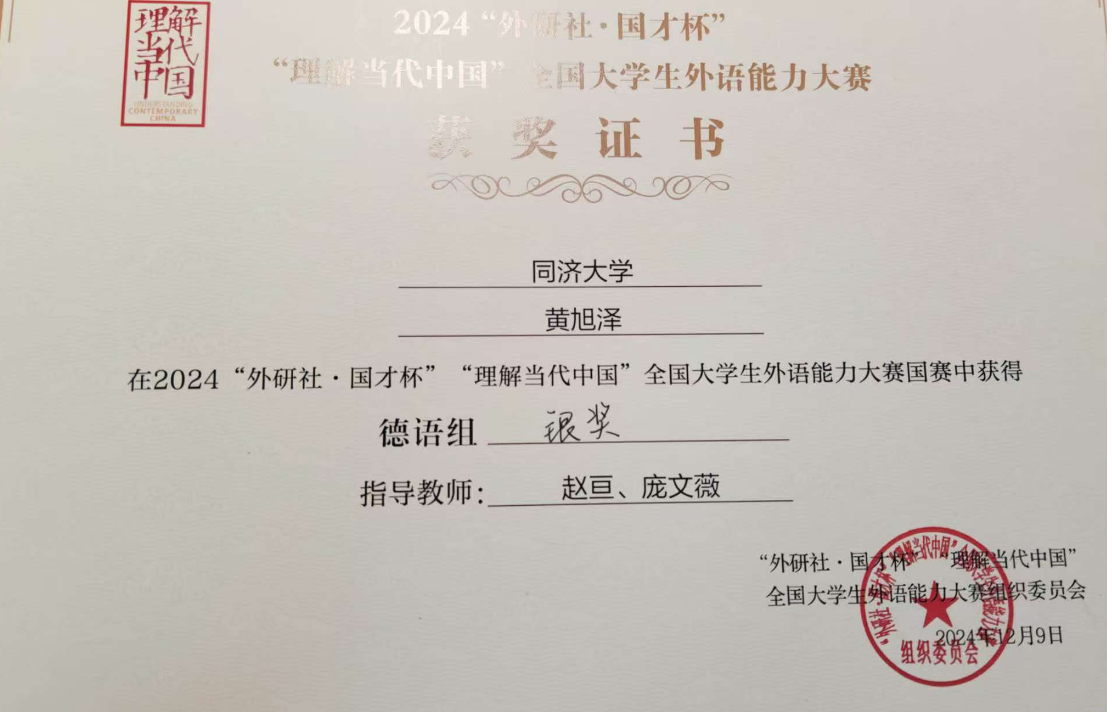 理解
当代
中国
UNDERSTANDING
CONTEMPORARY
CHINA
2024“外研社·国才杯”
“理解当代中国”全国大学生外语能力大赛
获奖证书
同济大学
黄旭泽
在2024“外研社·国才杯”“理解当代中国”全国大学生外语能力大赛国赛中获得
德语组 银奖
指导教师：赵亘、庞文薇
“外研社·国才杯”“理解当代中国”
全国大学生外语能力大赛组织委员会
2024年12月9日
组织委员会